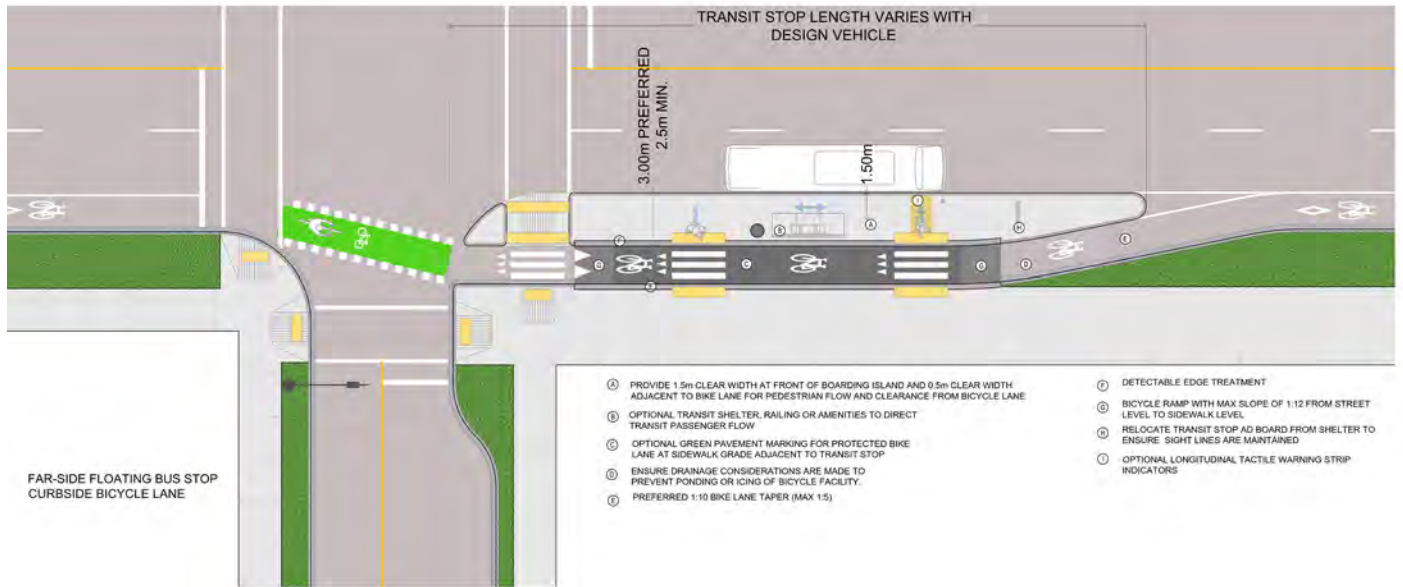 TRANSIT STOP LENGTH VARIES WITH
DESIGN VEHICLE
3.00m PREFERRED
2.5m MIN.
1.50m
I
A
B
H
F
G
C
G
D
E
F
FAR-SIDE FLOATING BUS STOP
CURBSIDE BICYCLE LANE
A PROVIDE 1.5m CLEAR WIDTH AT FRONT OF BOARDING ISLAND AND 0.5m CLEAR WIDTH
ADJACENT TO BIKE LANE FOR PEDESTRIAN FLOW AND CLEARANCE FROM BICYCLE LANE
B OPTIONAL TRANSIT SHELTER, RAILING OR AMENITIES TO DIRECT
TRANSIT PASSENGER FLOW
C OPTIONAL GREEN PAVEMENT MARKING FOR PROTECTED BIKE
LANE AT SIDEWALK GRADE ADJACENT TO TRANSIT STOP
D ENSURE DRAINAGE CONSIDERATIONS ARE MADE TO
PREVENT PONDING OR ICING OF BICYCLE FACILITY.
E PREFERRED 1:10 BIKE LANE TAPER (MAX 1:5)
F DETECTABLE EDGE TREATMENT
G BICYCLE RAMP WITH MAX SLOPE OF 1:12 FROM STREET
LEVEL TO SIDEWALK LEVEL
H RELOCATE TRANSIT STOP AD BOARD FROM SHELTER TO
ENSURE SIGHT LINES ARE MAINTAINED
I OPTIONAL LONGITUDINAL TACTILE WARNING STRIP
INDICATORS